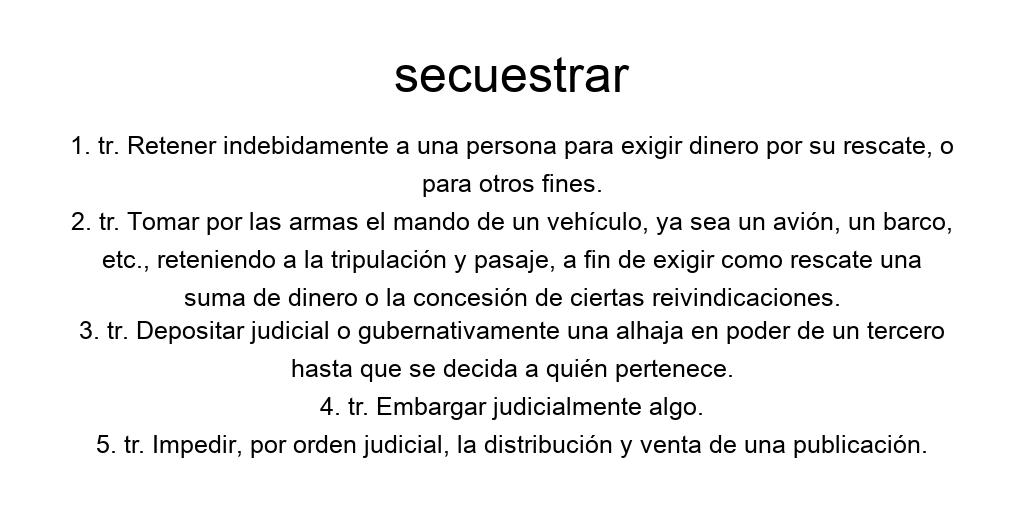 secuestrar
1. tr. Retener indebidamente a una persona para exigir dinero por su rescate, o
para otros fines.
2. tr. Tomar por las armas el mando de un vehículo, ya sea un avión, un barco,
etc., reteniendo a la tripulación y pasaje, a fin de exigir como rescate una
suma de dinero o la concesión de ciertas reivindicaciones.
3. tr. Depositar judicial o gubernativamente una alhaja en poder de un tercero
hasta que se decida a quién pertenece.
4. tr. Embargar judicialmente algo.
5. tr. Impedir, por orden judicial, la distribución y venta de una publicación.